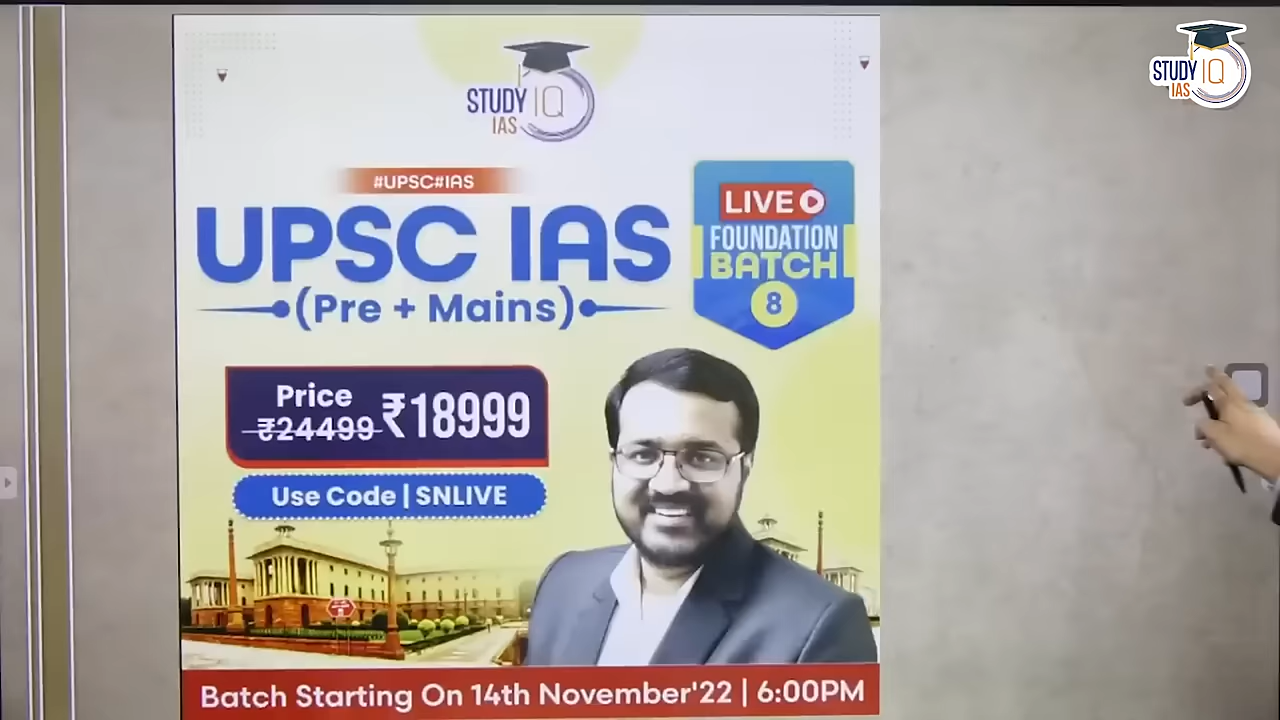 STUDY IQ
IAS
STUDY IQ
IAS
#UPSC#IAS
UPSC IAS
(Pre + Mains)
LIVE
FOUNDATION
BATCH
8
Price
₹24499 ₹18999
Use Code | SNLIVE
Batch Starting On 14th November'22 | 6:00PM